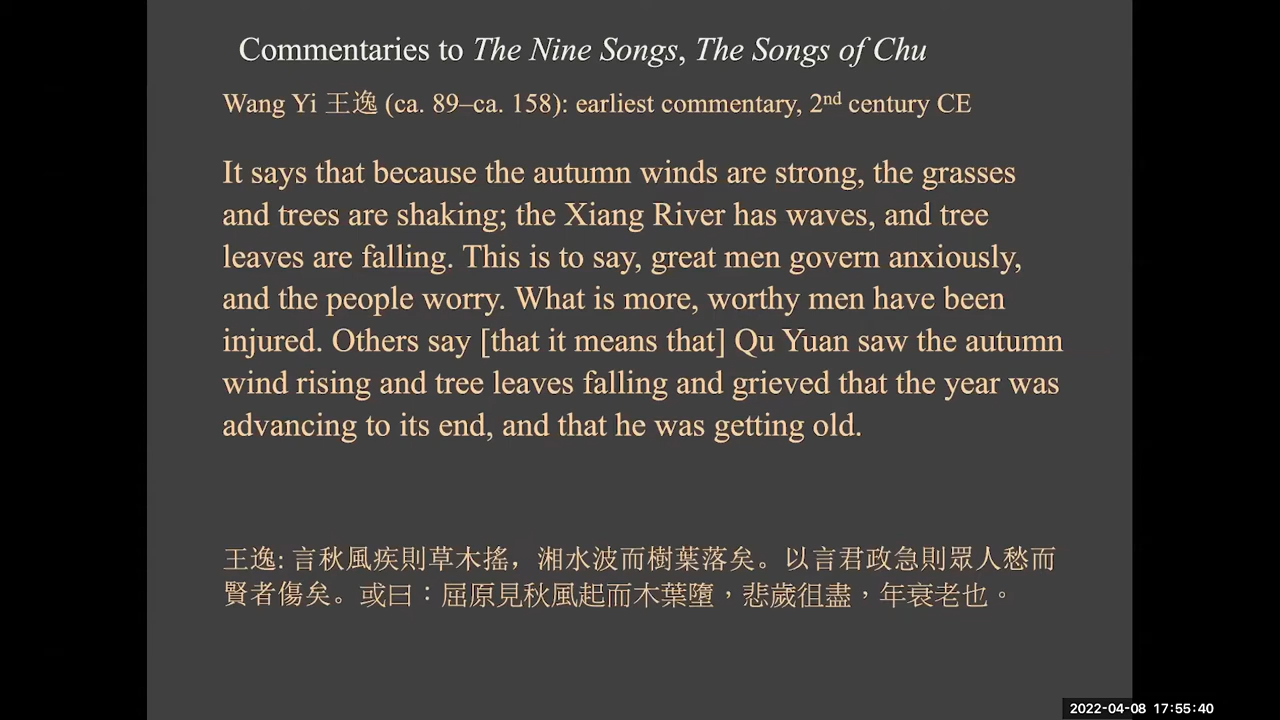 Commentaries to The Nine Songs, The Songs of Chu
Wang Yi 王逸 (ca. 89–ca. 158): earliest commentary, 2nd century CE
It says that because the autumn winds are strong, the grasses
and trees are shaking; the Xiang River has waves, and tree
leaves are falling. This is to say, great men govern anxiously,
and the people worry. What is more, worthy men have been
injured. Others say [that it means that] Qu Yuan saw the autumn
wind rising and tree leaves falling and grieved that the year was
advancing to its end, and that he was getting old.
王逸: 言秋風疾則草木搖，湘水波而樹葉落矣。以言君政急則眾人愁而
賢者傷矣。或曰：屈原見秋風起而木葉墮，悲歲徂盡，年衰老也。
2022-04-08 17:55:40